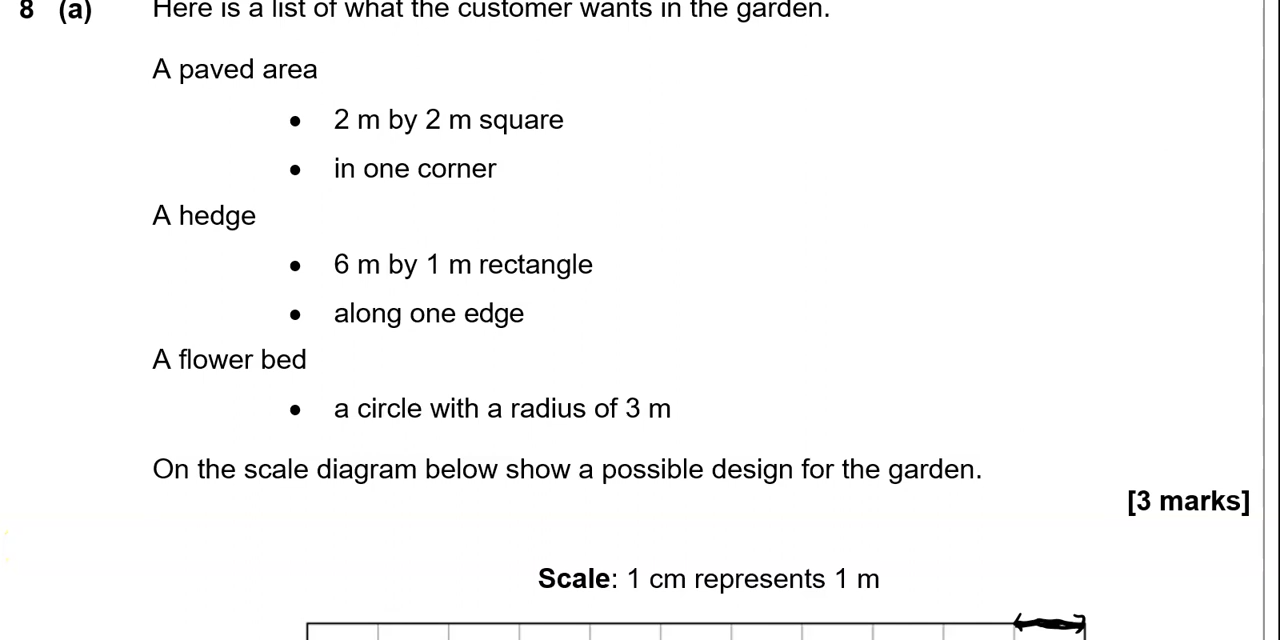 8 (a) Here is a list of what the customer wants in the garden.
A paved area
• 2 m by 2 m square
• in one corner
A hedge
• 6 m by 1 m rectangle
• along one edge
A flower bed
• a circle with a radius of 3 m
On the scale diagram below show a possible design for the garden.
[3 marks]
Scale: 1 cm represents 1 m